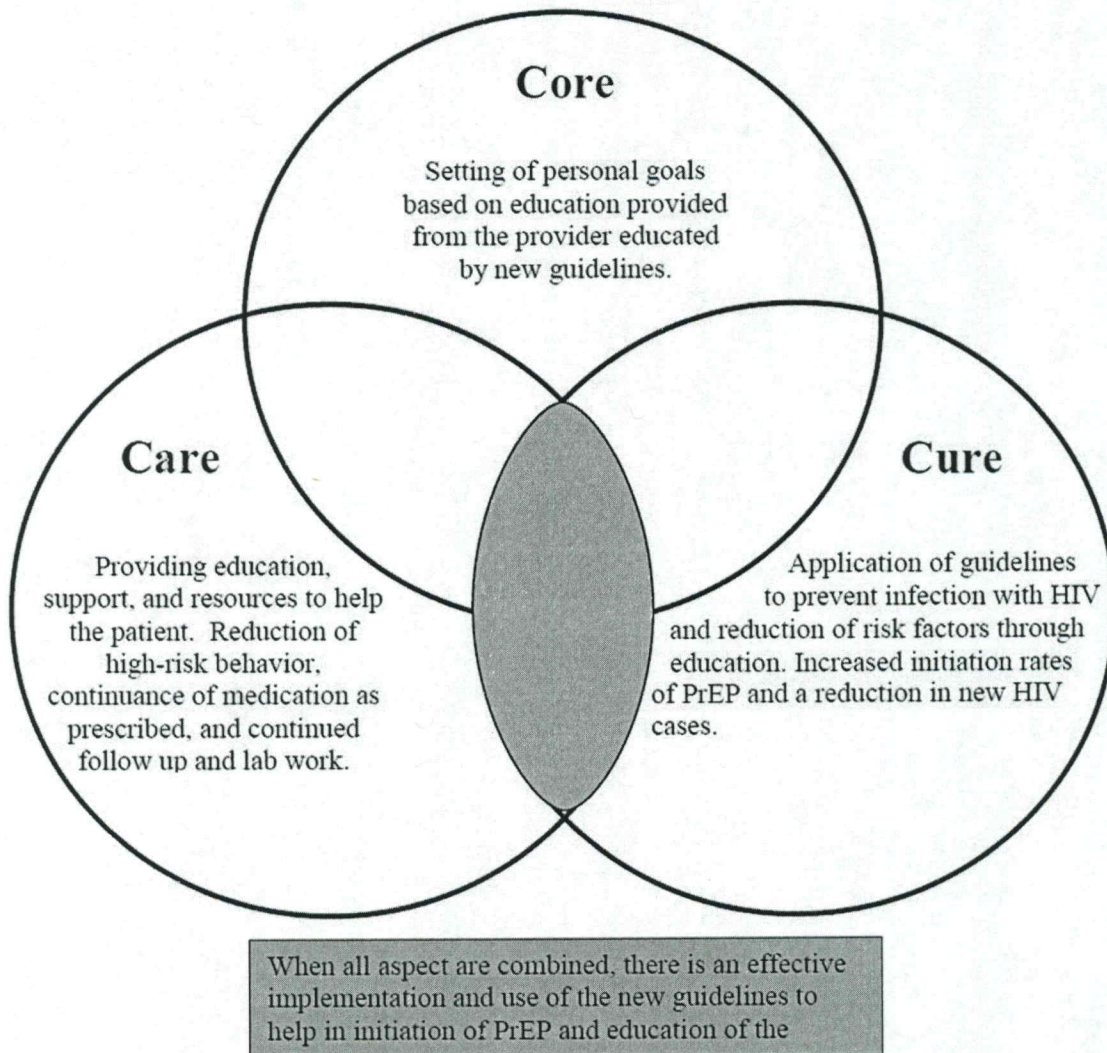 Core
Setting of personal goals
based on education provided
from the provider educated
by new guidelines.
Care
Providing education,
support, and resources to help
the patient. Reduction of
high-risk behavior,
continuance of medication as
prescribed, and continued
follow up and lab work.
Cure
Application of guidelines
to prevent infection with HIV
and reduction of risk factors through
education. Increased initiation rates
of PrEP and a reduction in new HIV
cases.
When all aspect are combined, there is an effective
implementation and use of the new guidelines to
help in initiation of PrEP and education of the